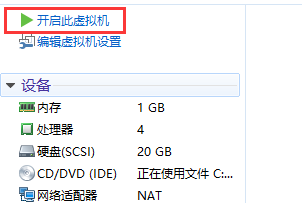 开启此虚拟机
编辑虚拟机设置
设备
内存 1 GB
处理器 4
硬盘(SCSI) 20 GB
CD/DVD (IDE) 正在使用文件 C:...
网络适配器 NAT